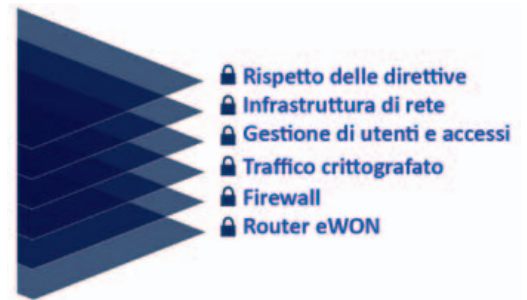 Rispetto delle direttive
Infrastruttura di rete
Gestione di utenti e accessi
Traffico crittografato
Firewall
Router eWON